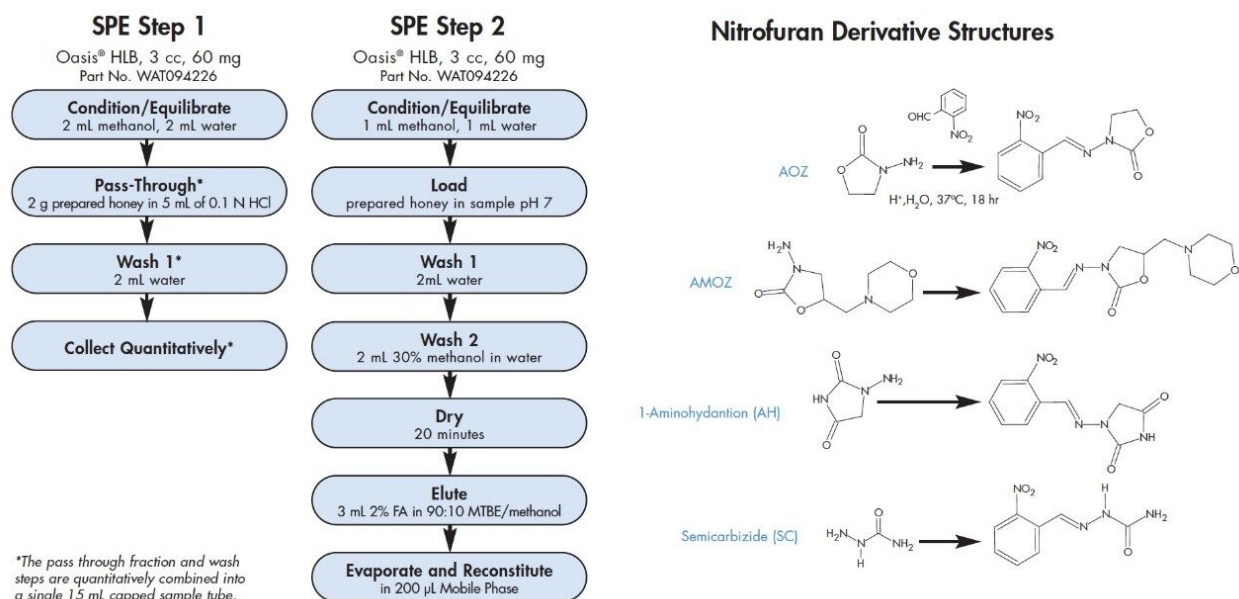 SPE Step 1
Oasis® HLB, 3 cc, 60 mg
Part No. WAT094226
Condition/Equilibrate
2 mL methanol, 2 mL water
Pass-Through*
2 g prepared honey in 5 mL of 0.1 N HCl
Wash 1*
2 mL water
Collect Quantitatively*
*The pass through fraction and wash
steps are quantitatively combined into
a single 15 mL capped sample tube.
SPE Step 2
Oasis® HLB, 3 cc, 60 mg
Part No. WAT094226
Condition/Equilibrate
1 mL methanol, 1 mL water
Load
prepared honey in sample pH 7
Wash 1
2mL water
Wash 2
2 mL 30% methanol in water
Dry
20 minutes
Elute
3 mL 2% FA in 90:10 MTBE/methanol
Evaporate and Reconstitute
in 200 µL Mobile Phase
Nitrofuran Derivative Structures
AOZ
O
O
N
NH₂
OHC
NO₂
H⁺,H₂O, 37ºC, 18 hr
NO₂
N
N
O
O
AMOZ
H₂N
N
O
O
N
O
NO₂
N
N
O
O
N
O
1-Aminohydantion (AH)
O
NH₂
N
HN
O
NO₂
N
N
O
NH
O
Semicarbizide (SC)
O
H₂N
N
H
NH₂
NO₂
H
N
N
NH₂
O